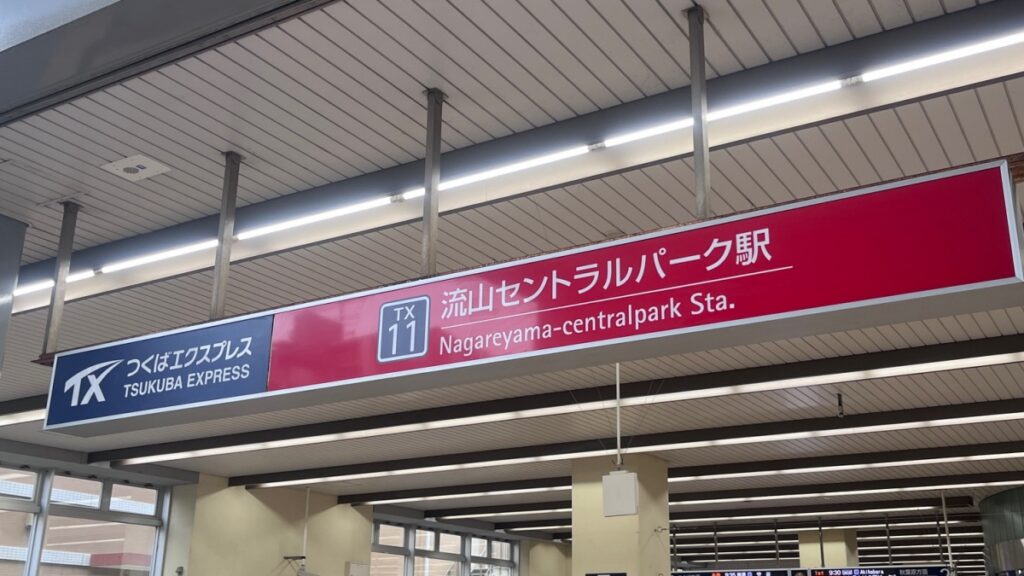 TX
つくばエクスプレス
TSUKUBA EXPRESS
TX
11
流山セントラルパーク駅
Nagareyama-centralpark Sta.